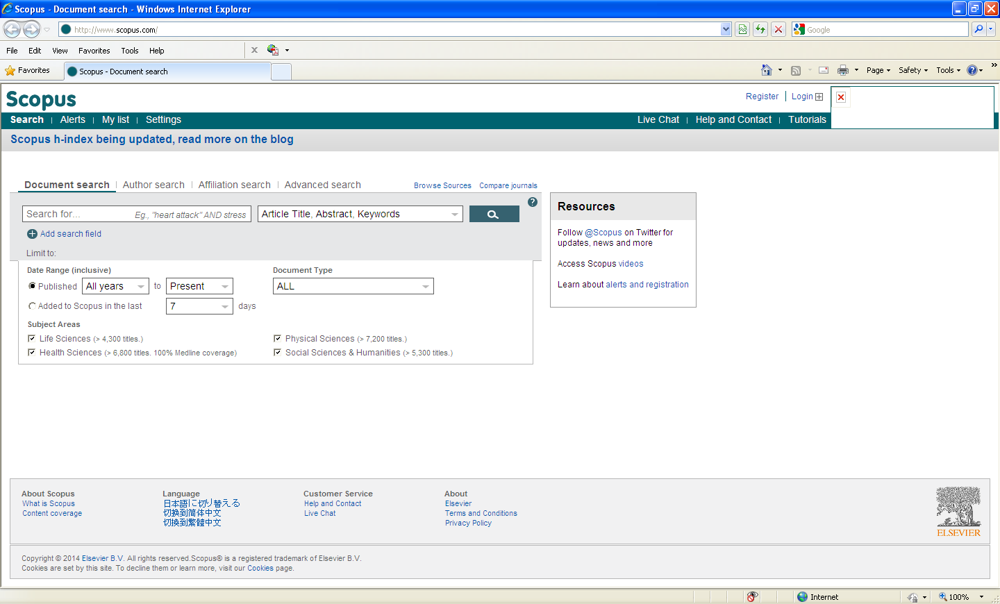 Scopus - Document search - Windows Internet Explorer
http://www.scopus.com/
Google
File Edit View Favorites Tools Help
Favorites
Scopus - Document search
Page Safety Tools
Scopus
Register Login
Search Alerts My list Settings Live Chat Help and Contact Tutorials
Scopus h-index being updated, read more on the blog
Document search Author search Affiliation search Advanced search Browse Sources Compare journals
Search for... Eg., "heart attack" AND stress Article Title, Abstract, Keywords
Add search field
Limit to:
Date Range (inclusive) Document Type
Published All years to Present ALL
Added to Scopus in the last 7 days
Subject Areas
Life Sciences (> 4,300 titles.) Physical Sciences (> 7,200 titles.)
Health Sciences (> 6,800 titles. 100% Medline coverage) Social Sciences & Humanities (> 5,300 titles.)
Resources
Follow @Scopus on Twitter for
updates, news and more
Access Scopus videos
Learn about alerts and registration
About Scopus
What is Scopus
Content coverage
Language
日本語に切り替える
切换到简体中文
切換到繁體中文
Customer Service
Help and Contact
Live Chat
About
Elsevier
Terms and Conditions
Privacy Policy
ELSEVIER
Copyright © 2014 Elsevier B.V. All rights reserved.Scopus® is a registered trademark of Elsevier B.V.
Cookies are set by this site. To decline them or learn more, visit our Cookies page.
Internet 100%